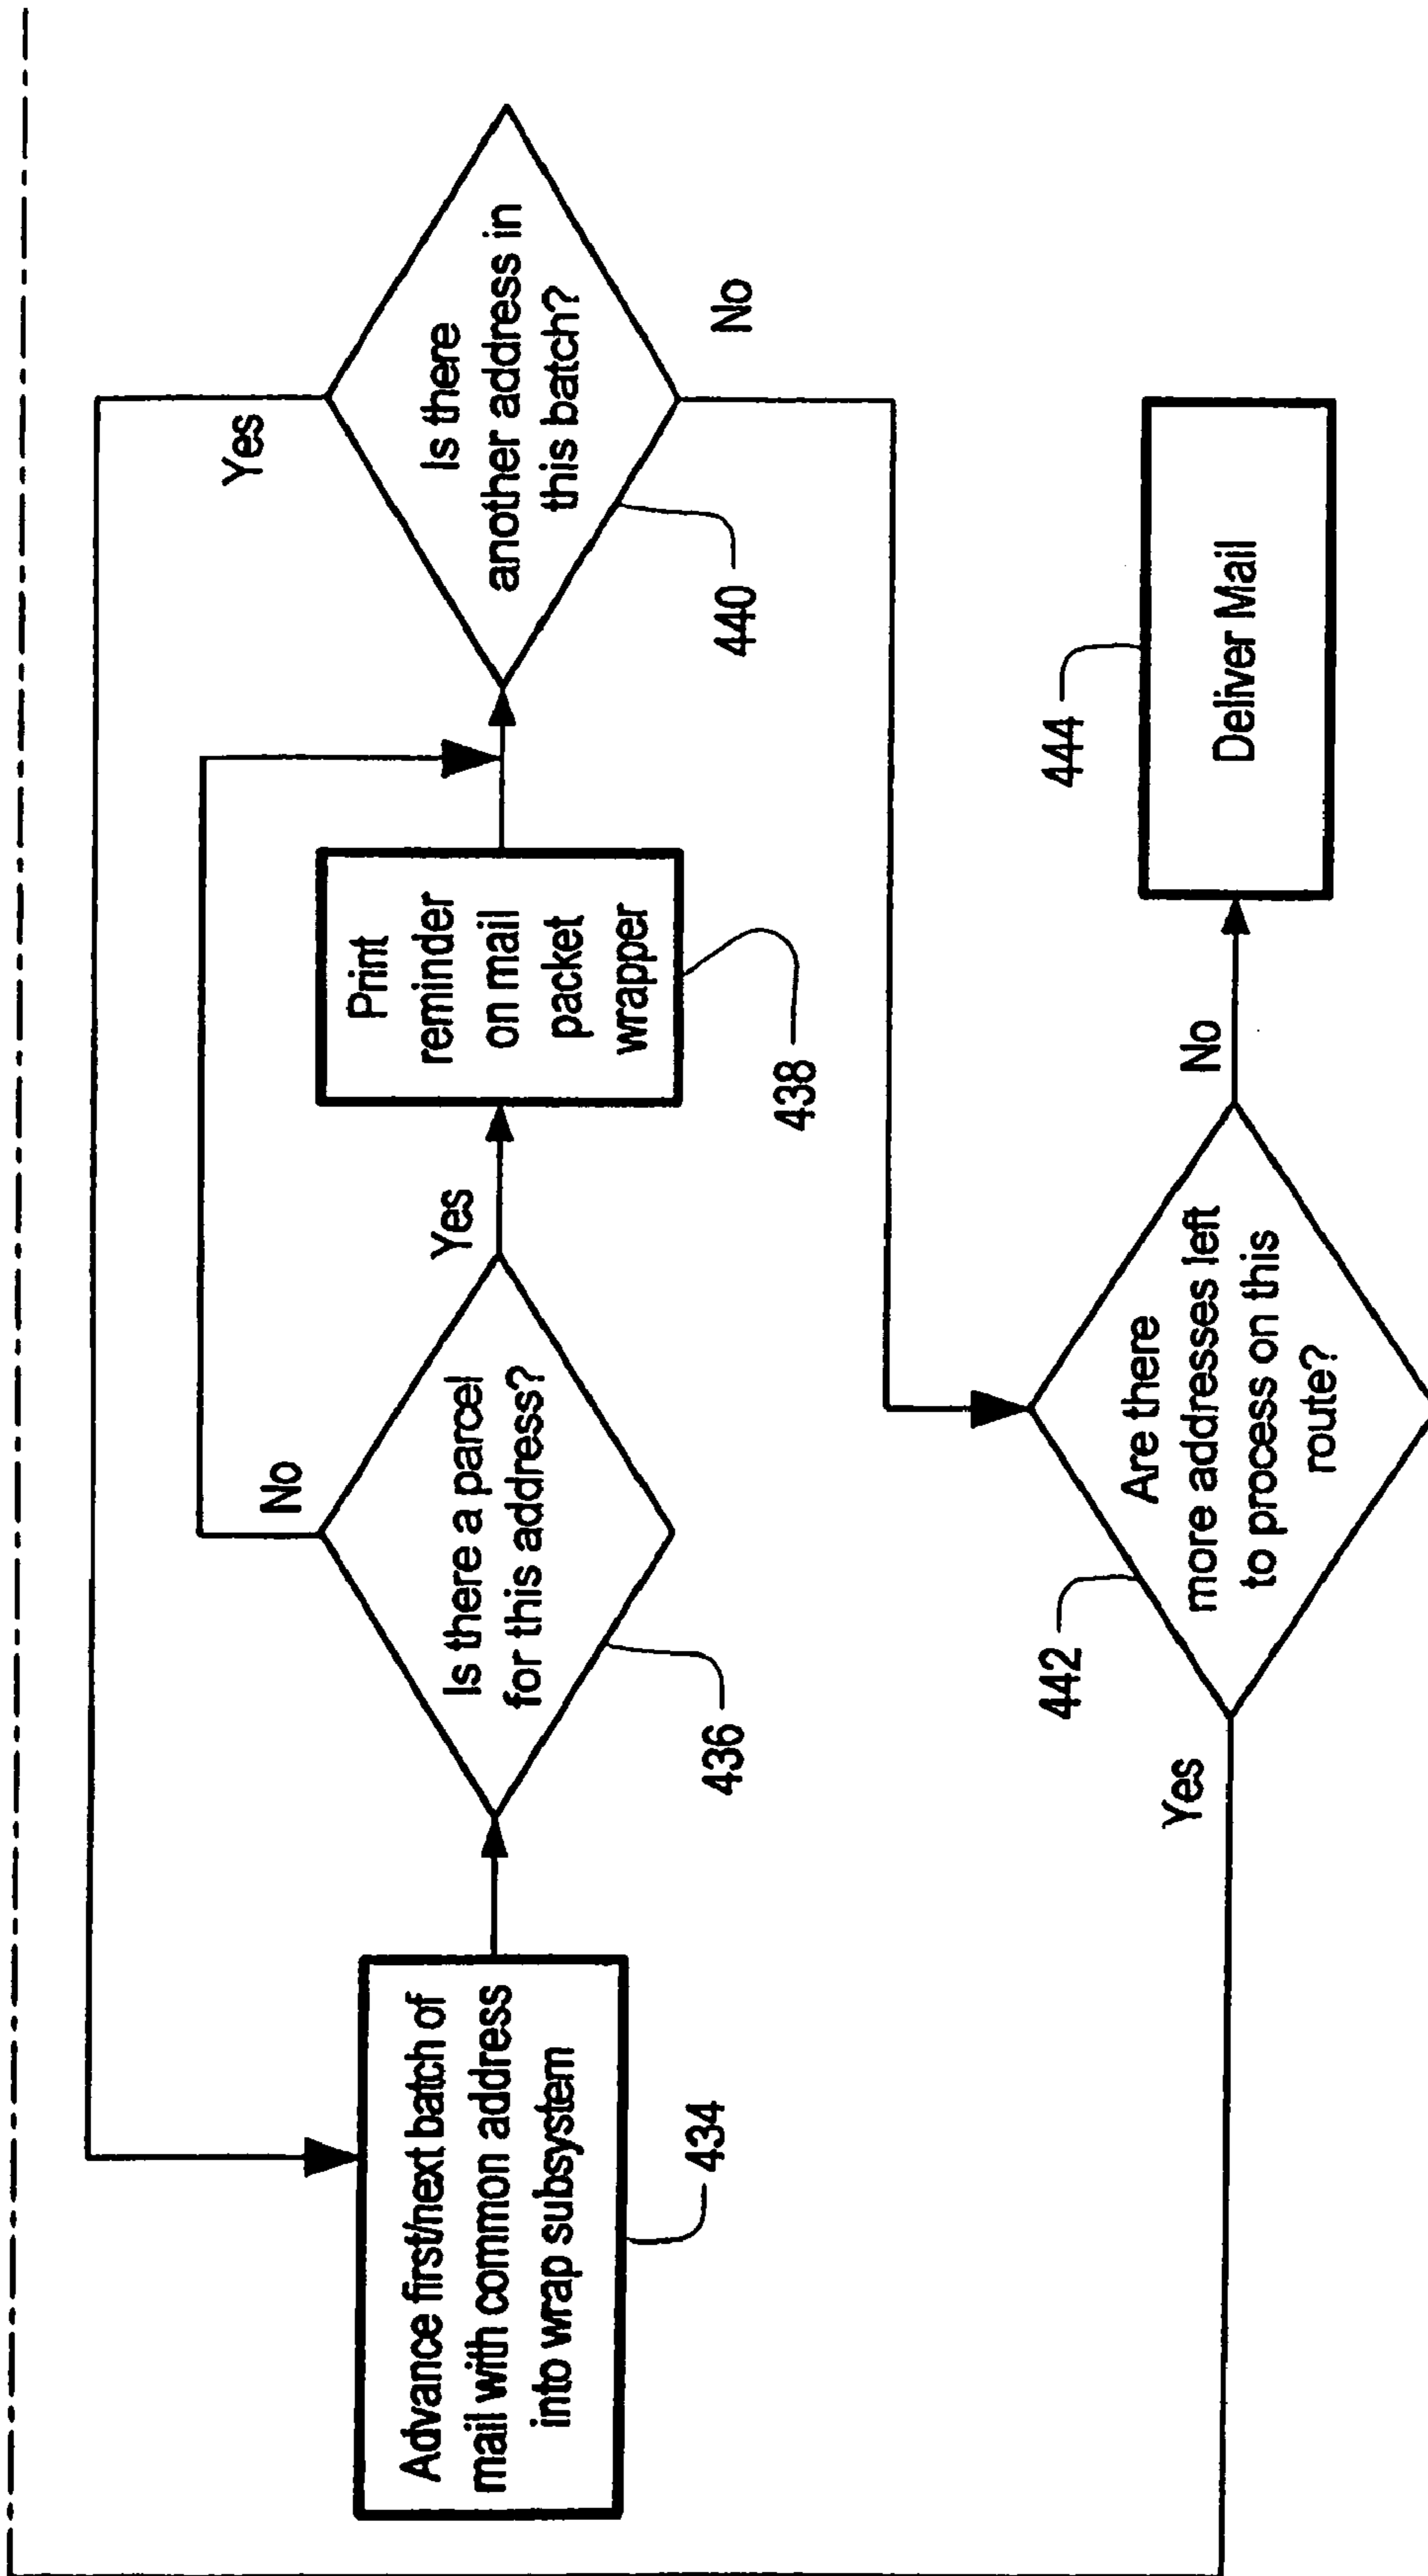 Advance first/next batch of
mail with common address
into wrap subsystem
434
Is there a parcel
for this address?
436
No
Yes
Print
reminder
on mail
packet
wrapper
438
Is there
another address in
this batch?
440
Yes
No
Are there
more addresses left
to process on this
route?
442
Yes
No
Deliver Mail
444